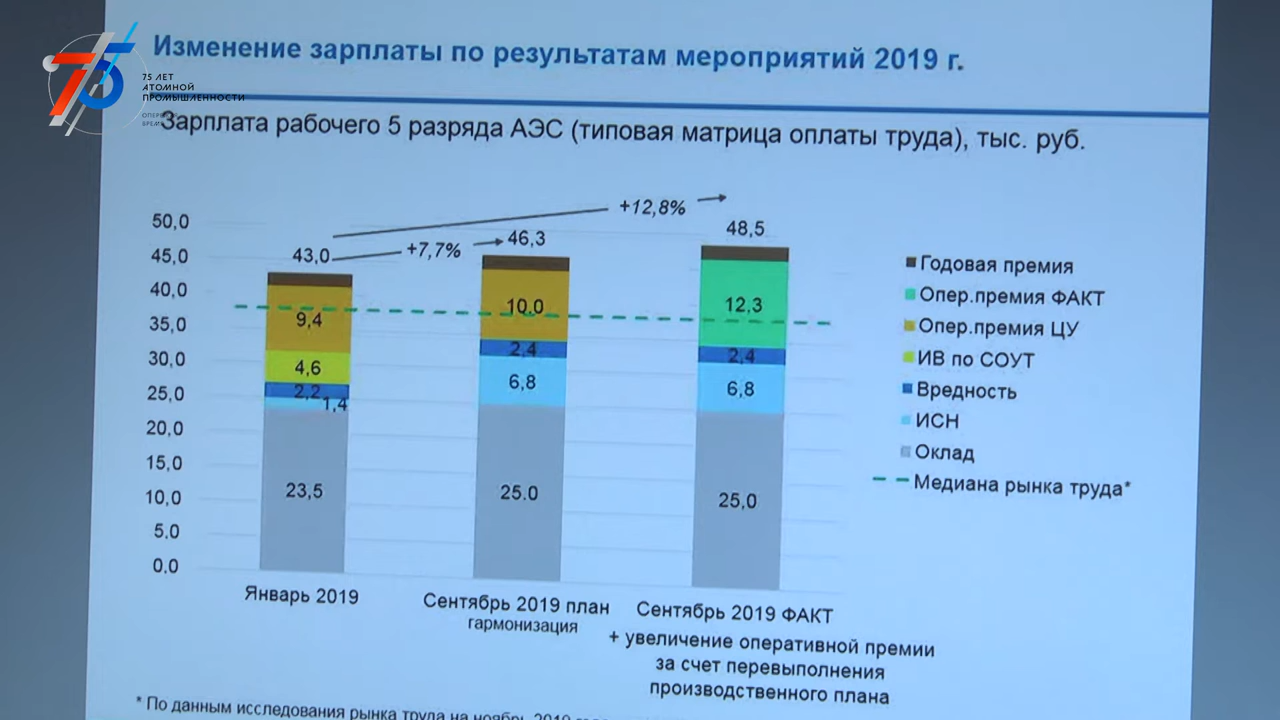 Изменение зарплаты по результатам мероприятий 2019 г.
75
75 ЛЕТ
АТОМНОЙ
ПРОМЫШЛЕННОСТИ
Зарплата рабочего 5 разряда АЭС (типовая матрица оплаты труда), тыс. руб.
50,0
45,0
40,0
35,0
30,0
25,0
20,0
15,0
10,0
5.0
0.0
+12,8%
+7,7%
43,0
46,3
48,5
9,4
4,6
2,2
1,4
23,5
10.0
2,4
6,8
25.0
12,3
2,4
6,8
25,0
Годовая премия
Опер.премия ФАКТ
Опер.премия ЦУ
ИВ по СОУТ
Вредность
ИСН
Оклад
Медиана рынка труда*
Январь 2019
Сентябрь 2019 план
гармонизация
Сентябрь 2019 ФАКТ
+ увеличение оперативной премии
за счет перевыполнения
производственного плана
* По данным исследования рынка труда на ноябрь 2019